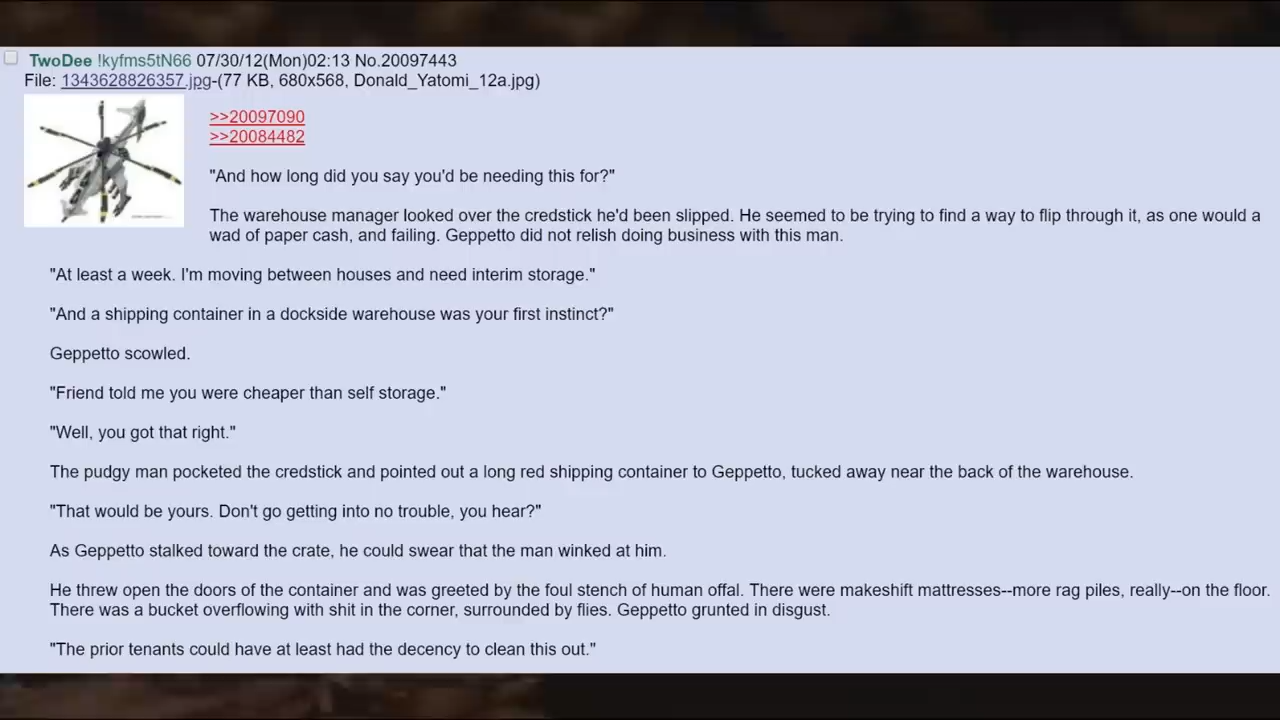 TwoDee !kyfms5tN66 07/30/12(Mon)02:13 No.20097443
File: 1343628826357.jpg-(77 KB, 680x568, Donald_Yatomi_12a.jpg)
>>20097090
>>20084482
"And how long did you say you'd be needing this for?"
The warehouse manager looked over the credstick he'd been slipped. He seemed to be trying to find a way to flip through it, as one would a
wad of paper cash, and failing. Geppetto did not relish doing business with this man.
"At least a week. I'm moving between houses and need interim storage."
"And a shipping container in a dockside warehouse was your first instinct?"
Geppetto scowled.
"Friend told me you were cheaper than self storage."
"Well, you got that right."
The pudgy man pocketed the credstick and pointed out a long red shipping container to Geppetto, tucked away near the back of the warehouse.
"That would be yours. Don't go getting into no trouble, you hear?"
As Geppetto stalked toward the crate, he could swear that the man winked at him.
He threw open the doors of the container and was greeted by the foul stench of human offal. There were makeshift mattresses--more rag piles, really--on the floor.
There was a bucket overflowing with shit in the corner, surrounded by flies. Geppetto grunted in disgust.
"The prior tenants could have at least had the decency to clean this out."